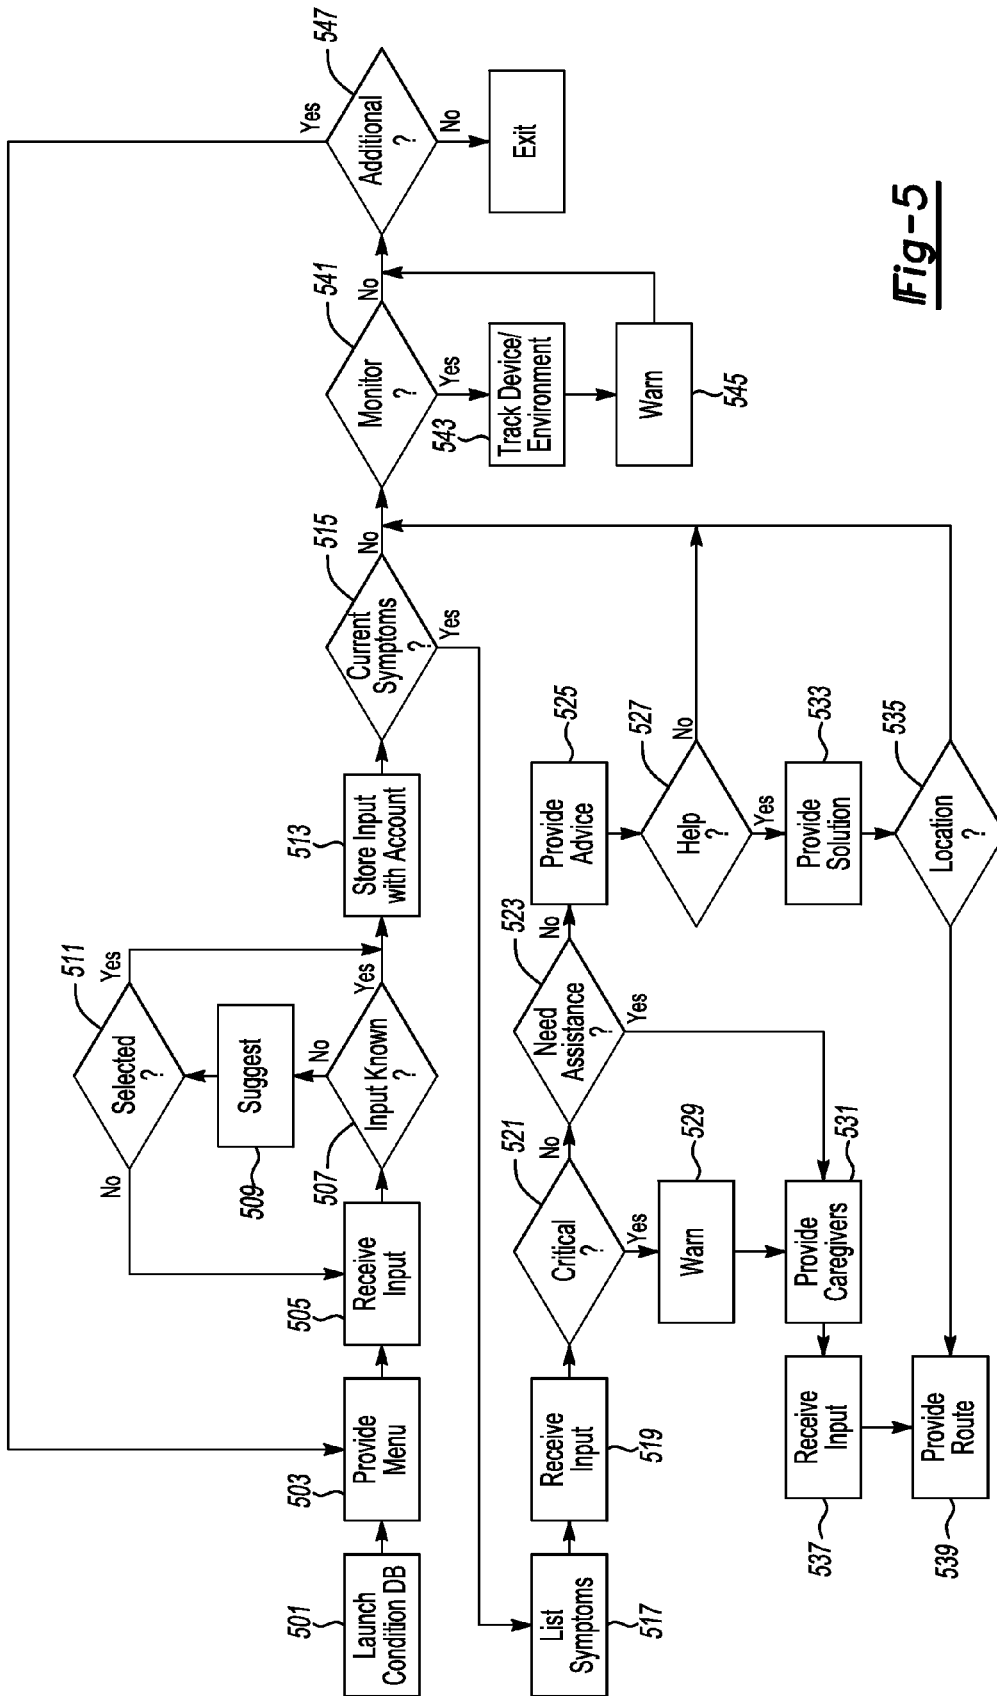 501
Launch
Condition DB
503
Provide
Menu
505
Receive
Input
507
Input Known
?
Yes
No
509
Suggest
511
Selected
?
Yes
No
513
Store Input
with Account
515
Current
Symptoms
?
No
Yes
541
Monitor
?
No
Yes
543
Track Device/
Environment
Warn
545
547
Additional
?
Yes
No
Exit
List
Symptoms
517
Receive
Input
519
521
Critical
?
No
Yes
529
Warn
523
Need
Assistance
?
No
Yes
525
Provide
Advice
527
Help
?
No
Yes
533
Provide
Solution
535
Location
?
531
Provide
Caregivers
Receive
Input
537
Provide
Route
539
Fig-5